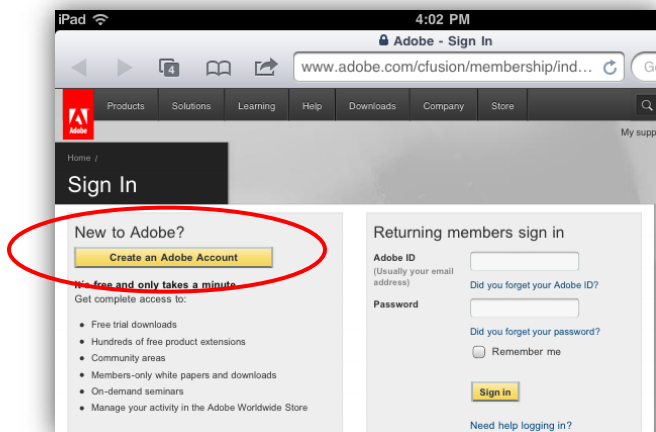 iPad 4:02 PM
Adobe - Sign In
4 www.adobe.com/cfusion/membership/ind...
Adobe Products Solutions Learning Help Downloads Company Store
My supp
Home /
Sign In
New to Adobe?
Create an Adobe Account
It's free and only takes a minute.
Get complete access to:
• Free trial downloads
• Hundreds of free product extensions
• Community areas
• Members-only white papers and downloads
• On-demand seminars
• Manage your activity in the Adobe Worldwide Store
Returning members sign in
Adobe ID
(Usually your email
address)
Did you forget your Adobe ID?
Password
Did you forget your password?
Remember me
Sign in
Need help logging in?